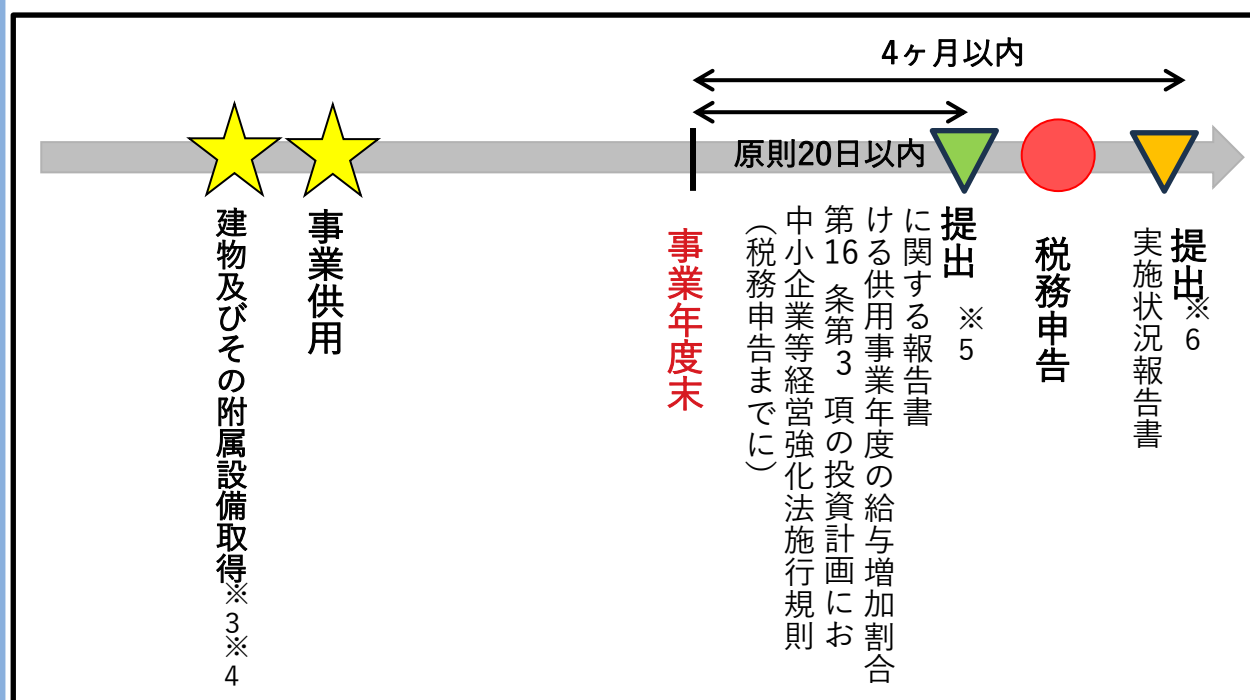 4ヶ月以内
原則20日以内
建物及びその附属設備取得※3※4
事業供用
事業年度末
提出 ※5
に関する報告書
ける供用事業年度の給与増加割合
第16 条第3 項の投資計画にお
中小企業等経営強化法施行規則
（税務申告までに）
税務申告
提出※6
実施状況報告書